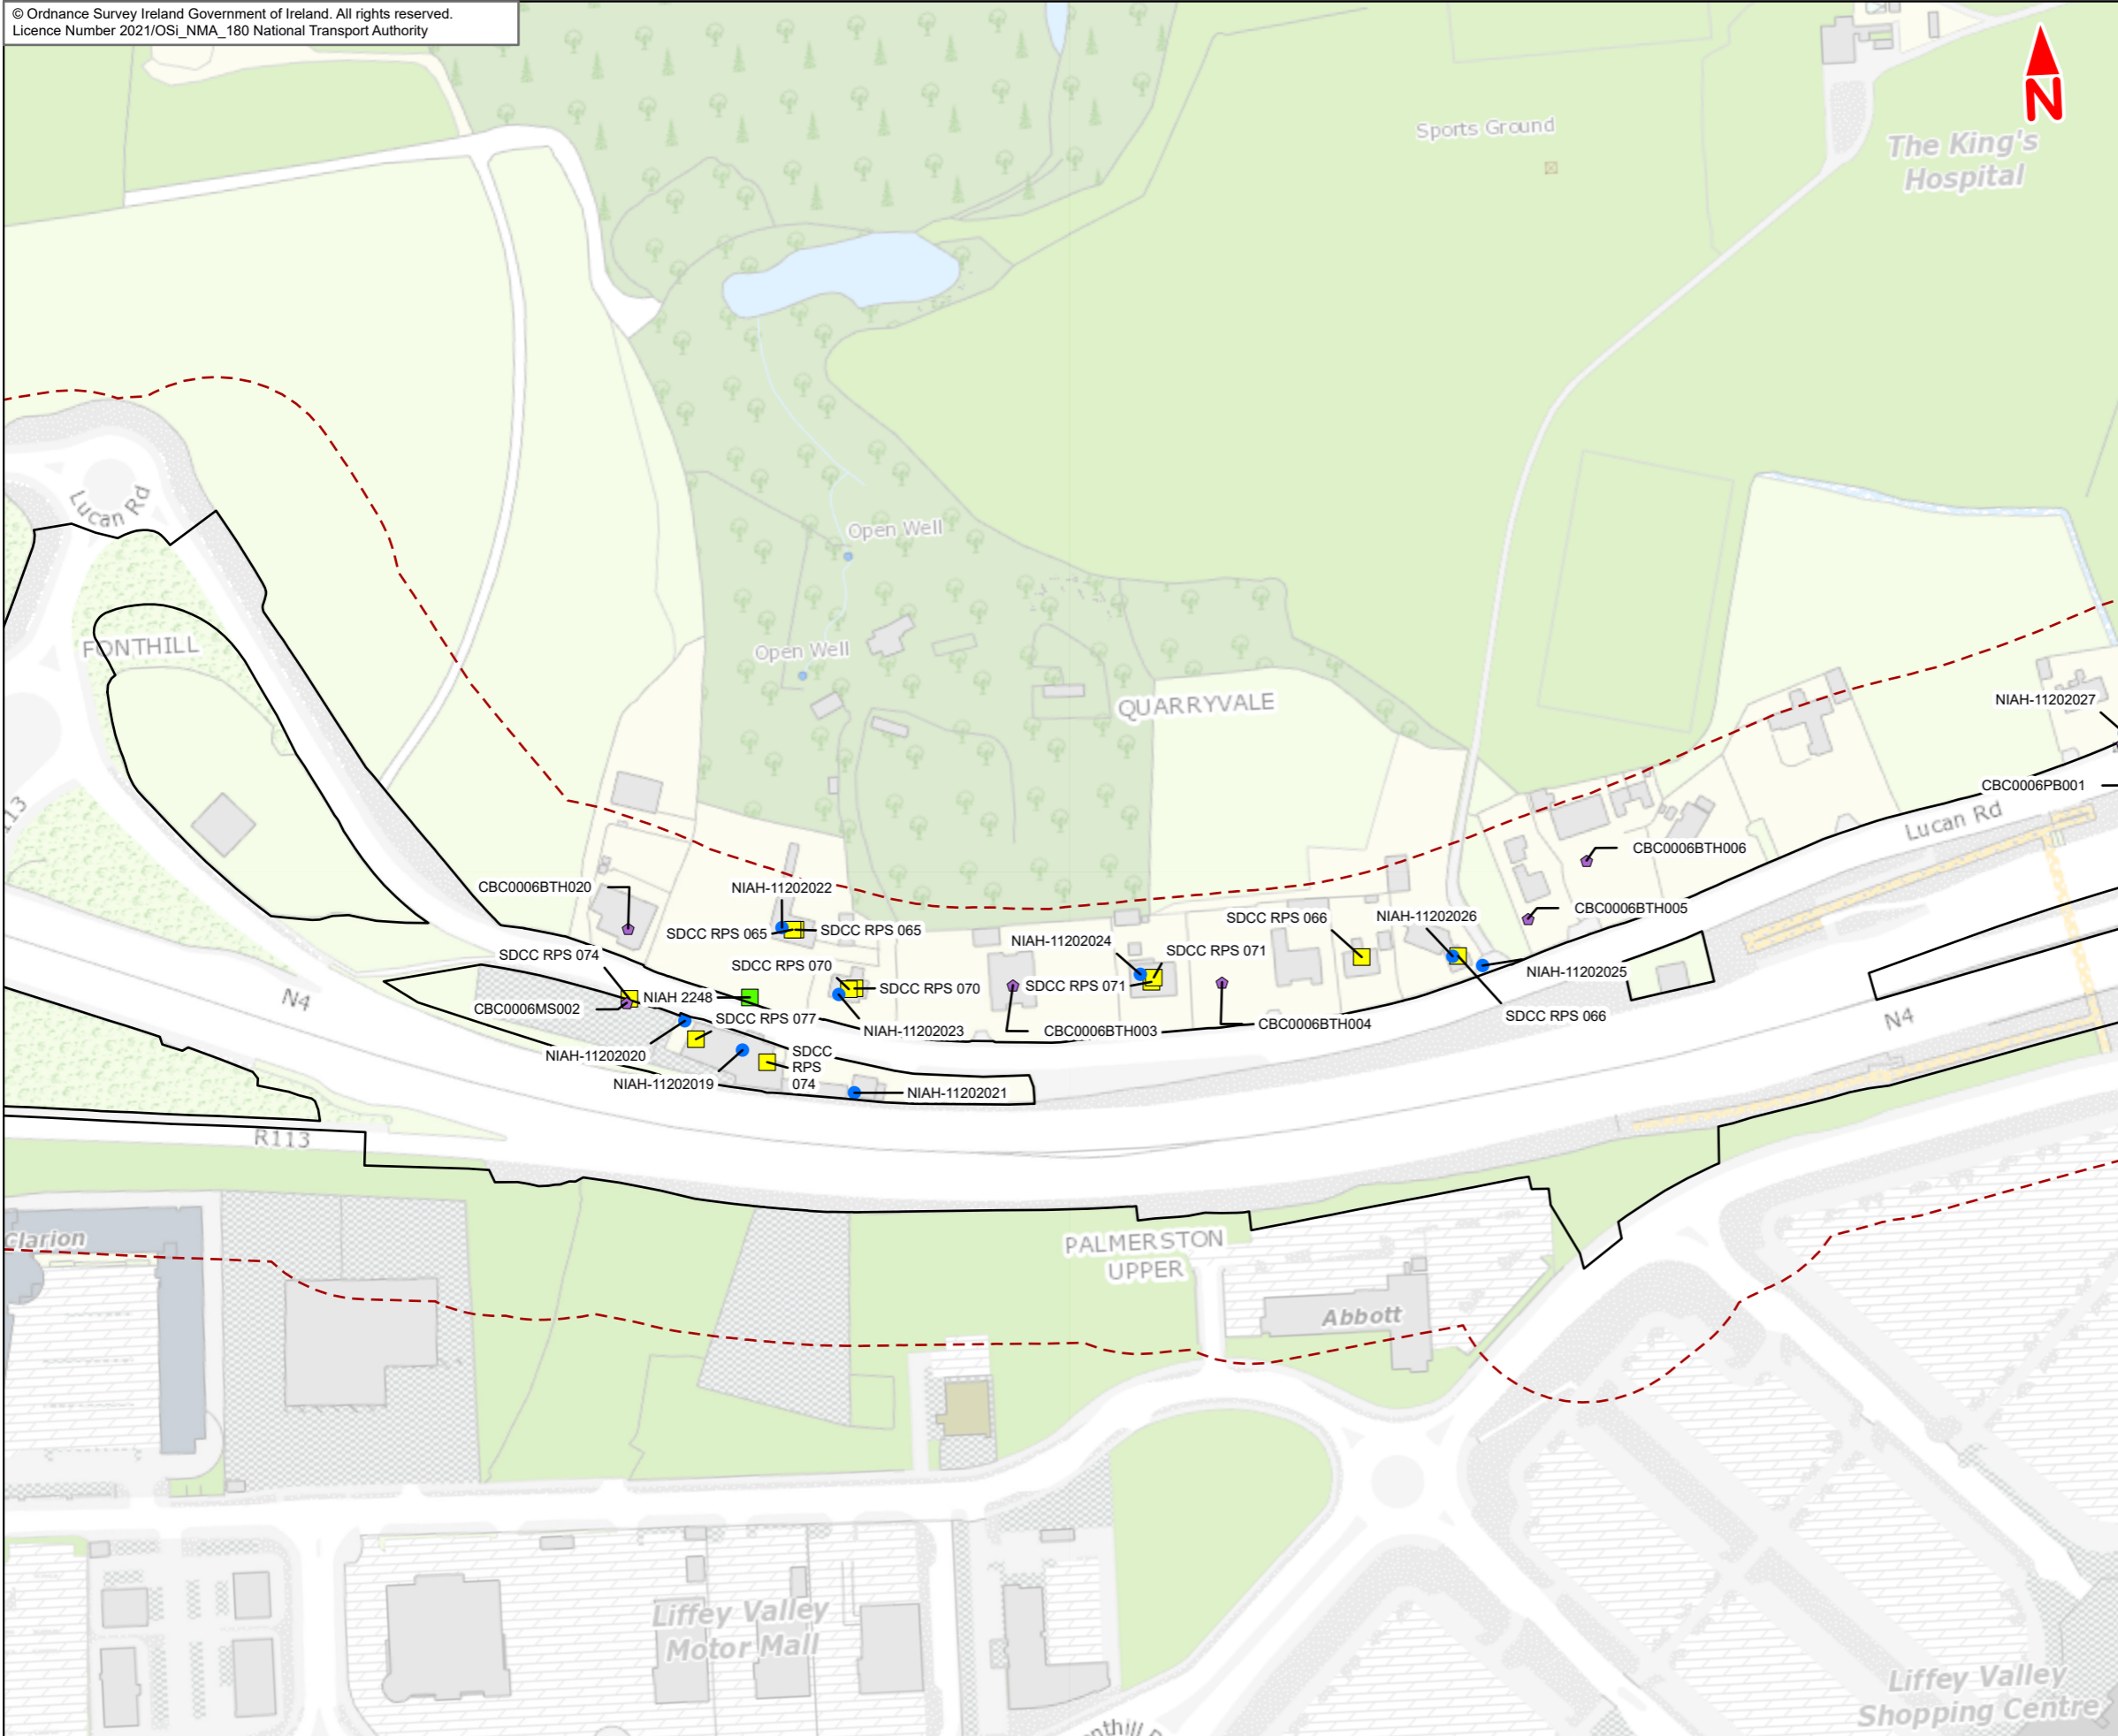 © Ordnance Survey Ireland Government of Ireland. All rights reserved.
Licence Number 2021/OSi_NMA_180 National Transport Authority
N
Sports Ground
The King's
Hospital
Lucan Rd
Open Well
FONTHILL
Open Well
QUARRYVALE
NIAH-11202027
CBC0006PB001
113
Lucan Rd
CBC0006BTH006
CBC0006BTH020
NIAH-11202022
CBC0006BTH005
SDCC RPS 066
NIAH-11202026
SDCC RPS 065
SDCC RPS 065
NIAH-11202024
SDCC RPS 071
SDCC RPS 074
SDCC RPS 070
NIAH-11202025
SDCC RPS 071
SDCC RPS 070
NIAH 2248
N4
CBC0006MS002
SDCC RPS 077
SDCC RPS 066
N4
NIAH-11202023
CBC0006BTH003
CBC0006BTH004
NIAH-11202020
SDCC
RPS
074
NIAH-11202019
NIAH-11202021
R113
Clarion
PALMERSTON
UPPER
Abbott
Liffey Valley
Motor Mall
Liffey Valley
Shopping Centre